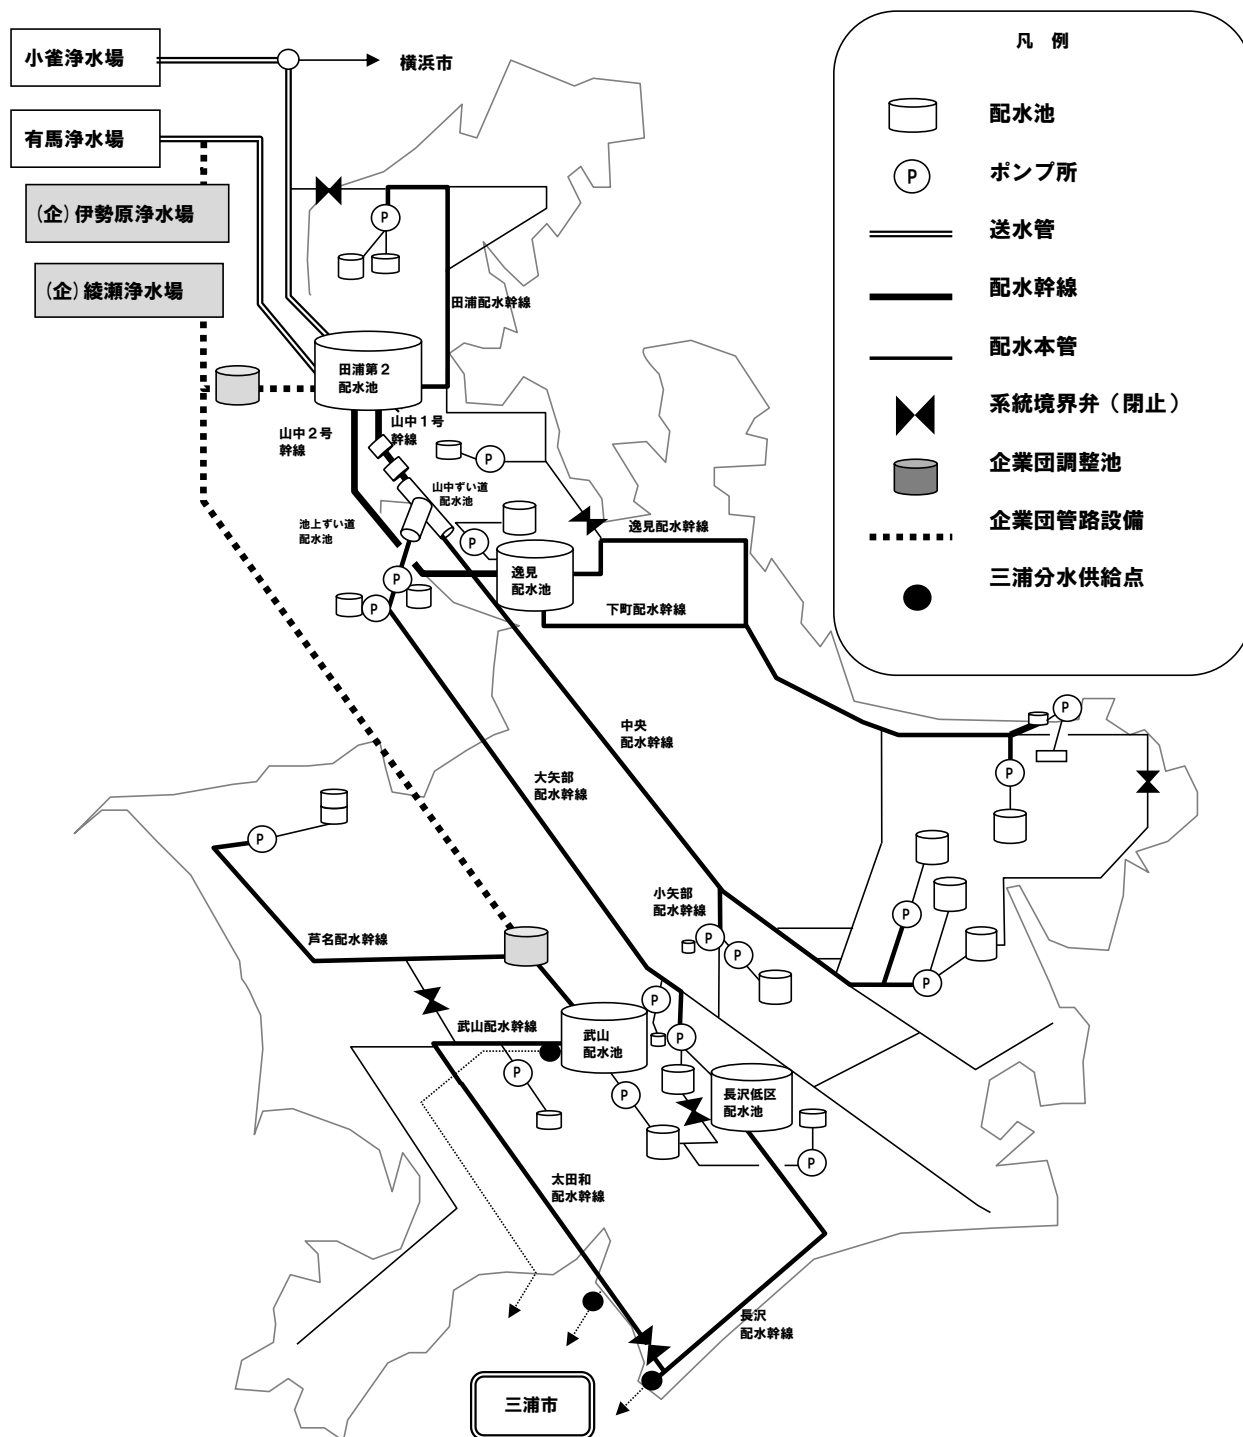 小雀浄水場
横浜市
有馬浄水場
(企)伊勢原浄水場
(企)綾瀬浄水場
凡 例
配水池
P
ポンプ所
送水管
配水幹線
配水本管
系統境界弁（閉止）
企業団調整池
企業団管路設備
三浦分水供給点
P
田浦配水幹線
田浦第２
配水池
山中１号
幹線
山中２号
幹線
P
山中ずい道
配水池
池上ずい道
配水池
逸見配水幹線
P
逸見
配水池
P
P
下町配水幹線
P
中央
配水幹線
P
大矢部
配水幹線
P
小矢部
配水幹線
P
P
P
P
芦名配水幹線
P
武山配水幹線
武山
配水池
P
P
P
P
長沢低区
配水池
P
太田和
配水幹線
長沢
配水幹線
三浦市